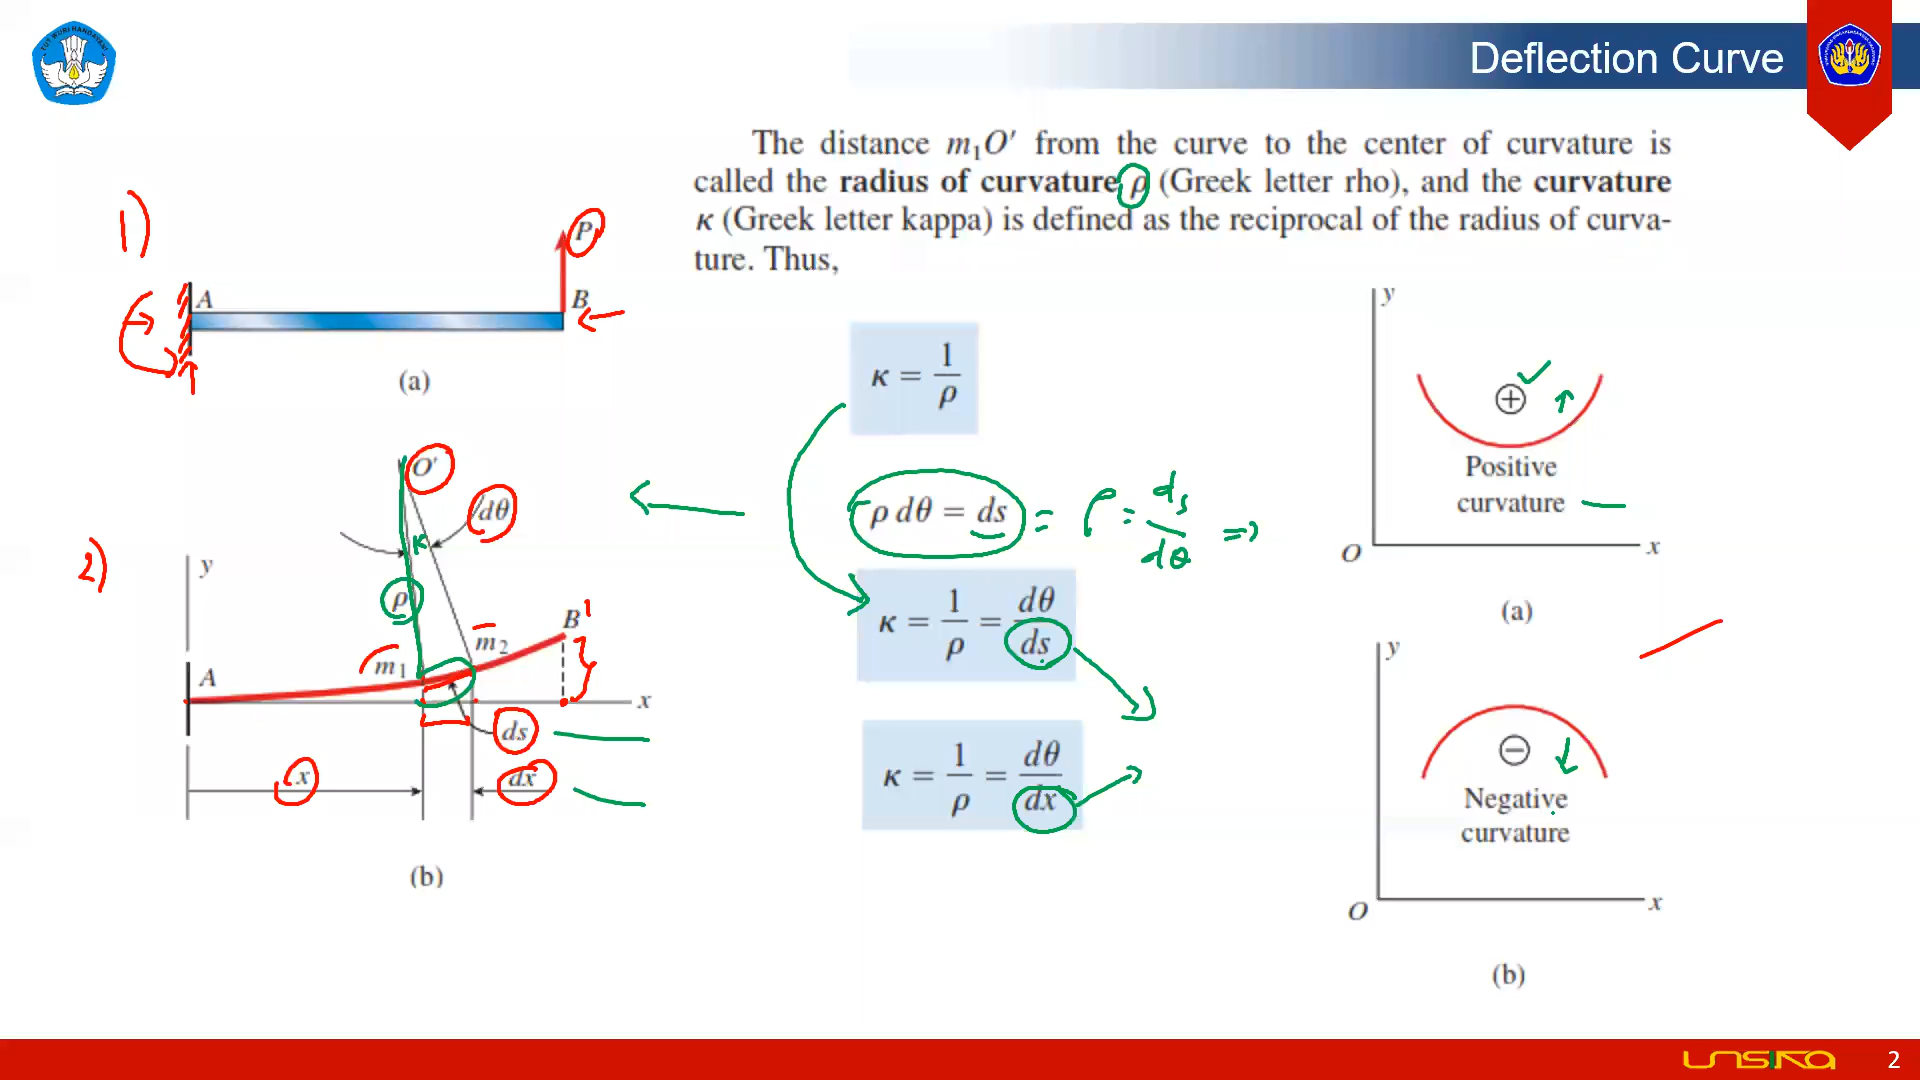 TUT WURI HANDAYANI
Deflection Curve
The distance m₁O′ from the curve to the center of curvature is
called the radius of curvature ρ (Greek letter rho), and the curvature
κ (Greek letter kappa) is defined as the reciprocal of the radius of curva-
ture. Thus,
1)
P
A
B
(a)
κ = 1/ρ
ρ dθ = ds = ρ = ds/dθ ⇒
κ = 1/ρ = dθ/ds
κ = 1/ρ = dθ/dx
2)
O′
dθ
κ
ρ
y
B'
m₁
m₂
A
x
ds
x
dx
(b)
y
+
Positive
curvature
O
x
(a)
y
−
Negative
curvature
O
x
(b)
unsika
2